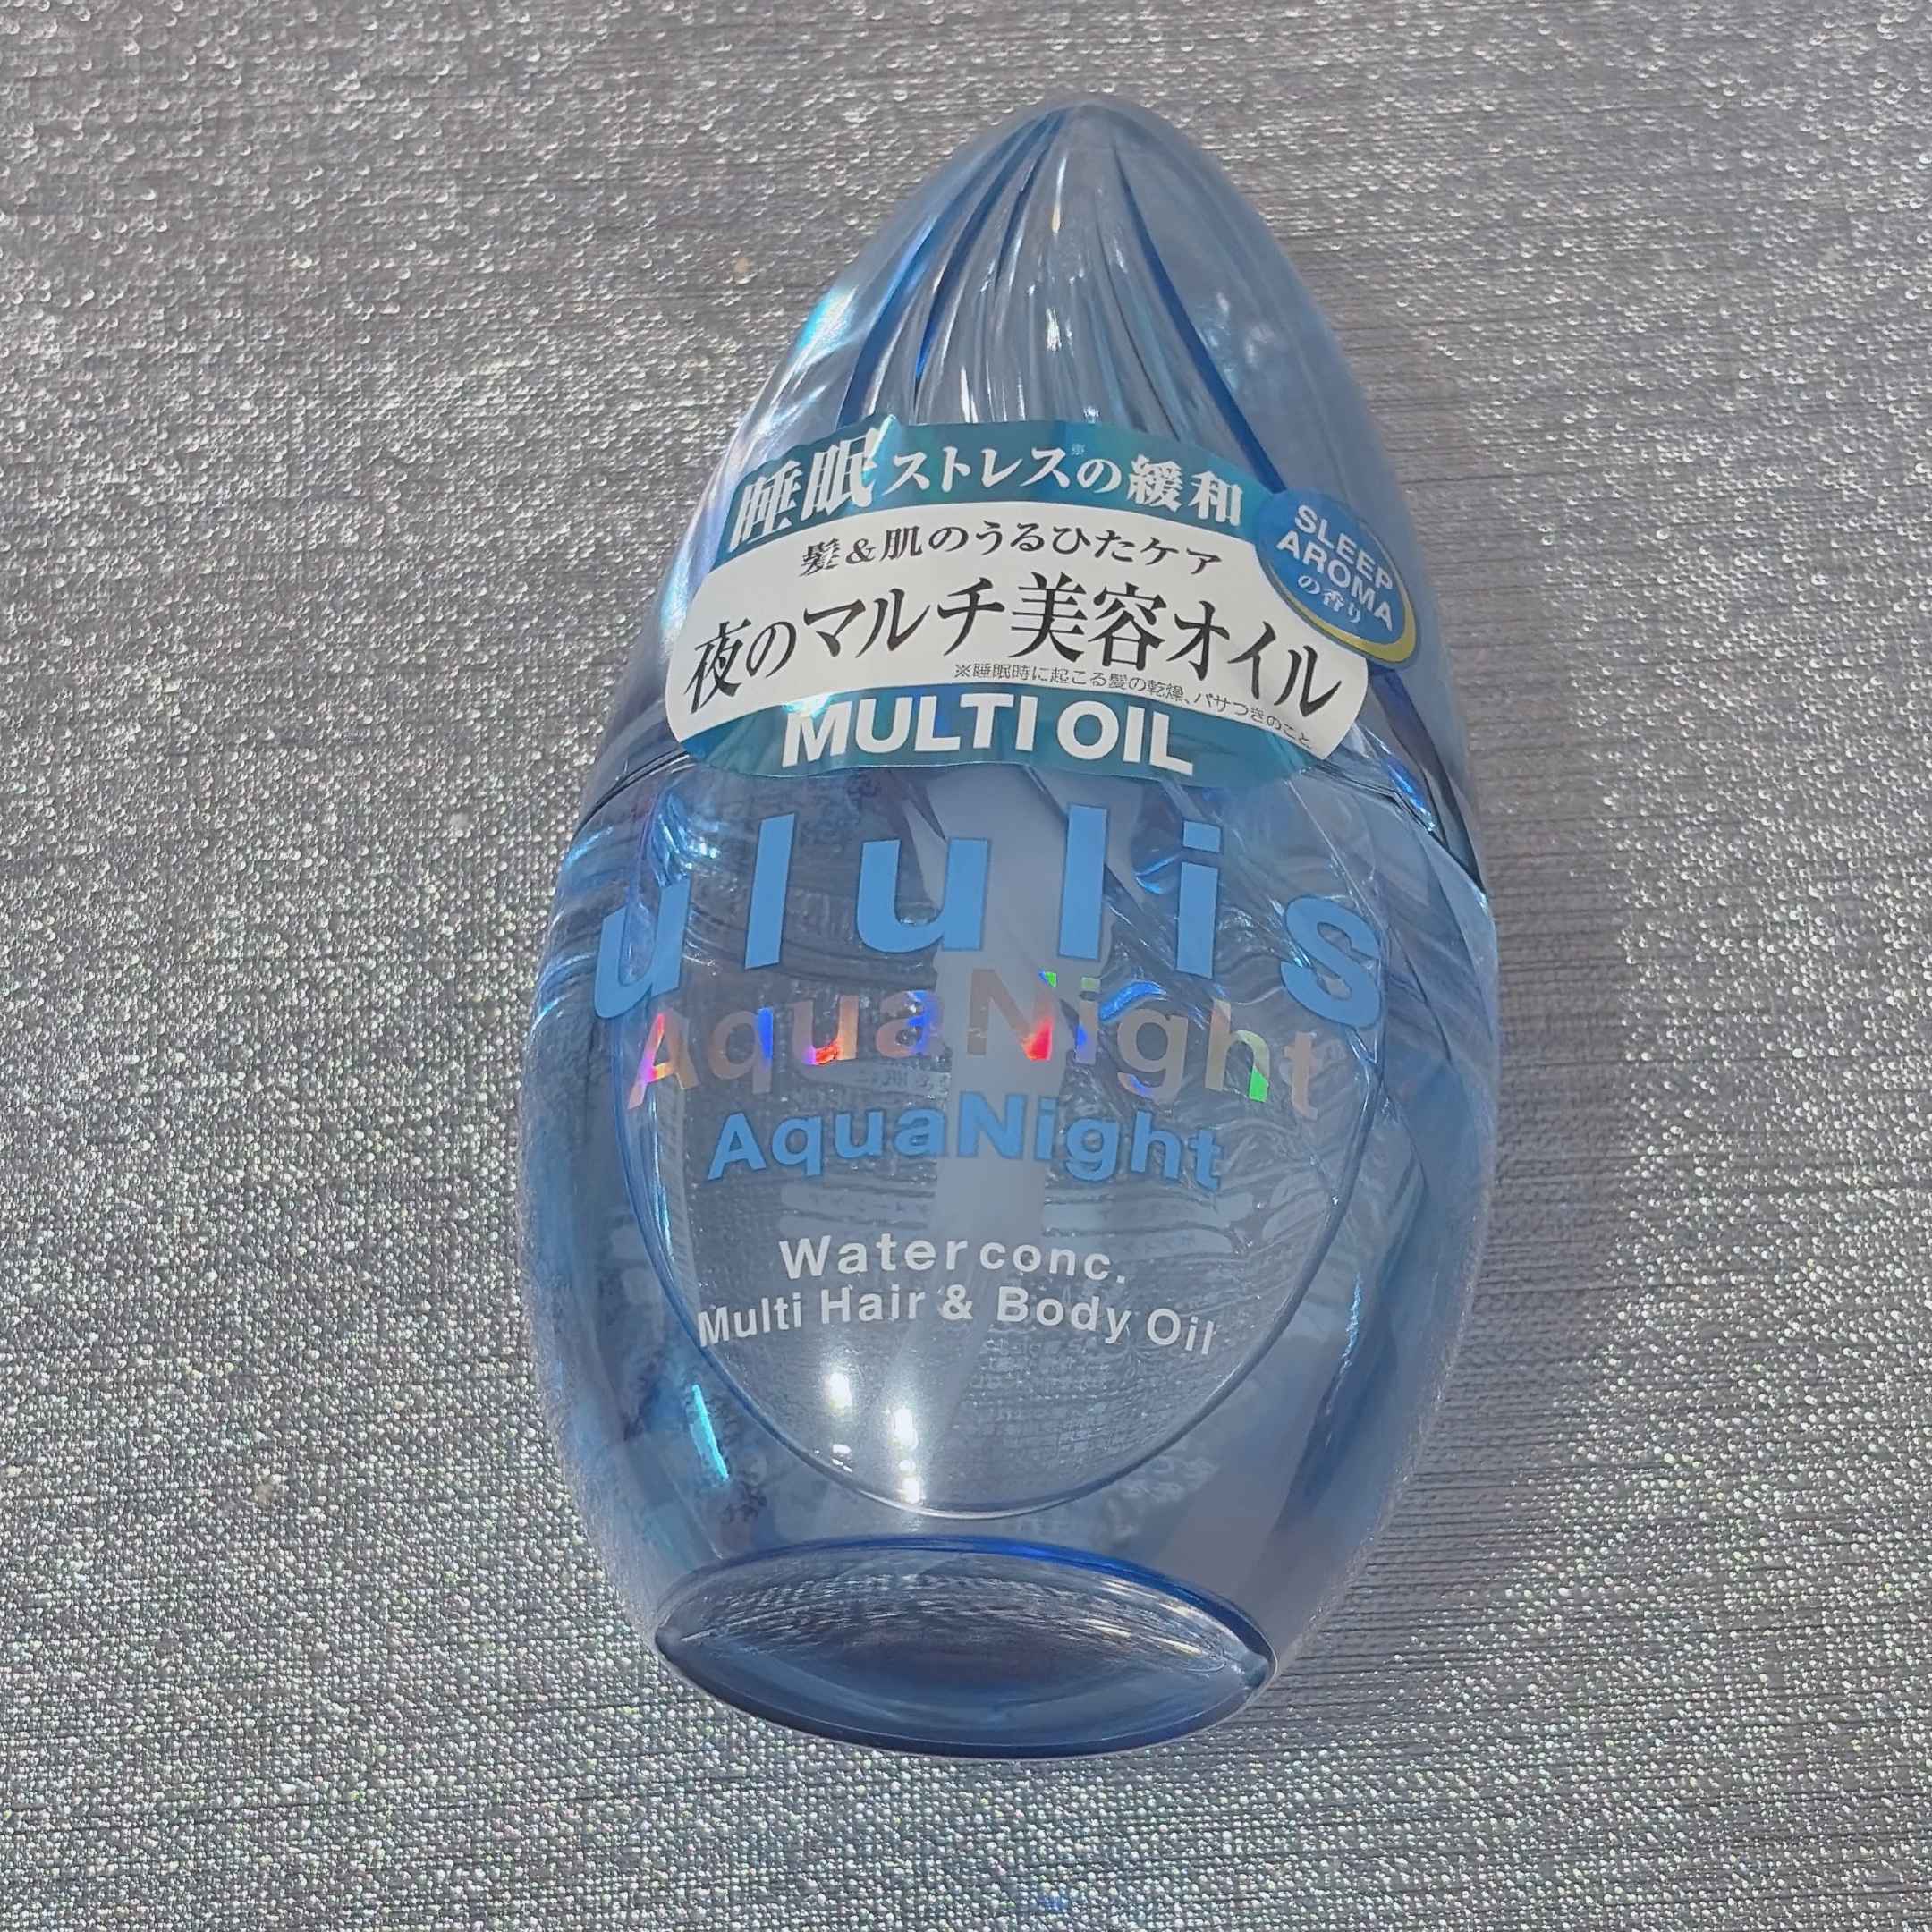 睡眠ストレス※の緩和
髪&肌のうるひたケア
夜のマルチ美容オイル
※睡眠時に起こる髪の乾燥、パサつきのこと
MULTI OIL
SLEEP
AROMA
の香り
ululis
AquaNight
AquaNight
Water conc.
Multi Hair & Body Oil